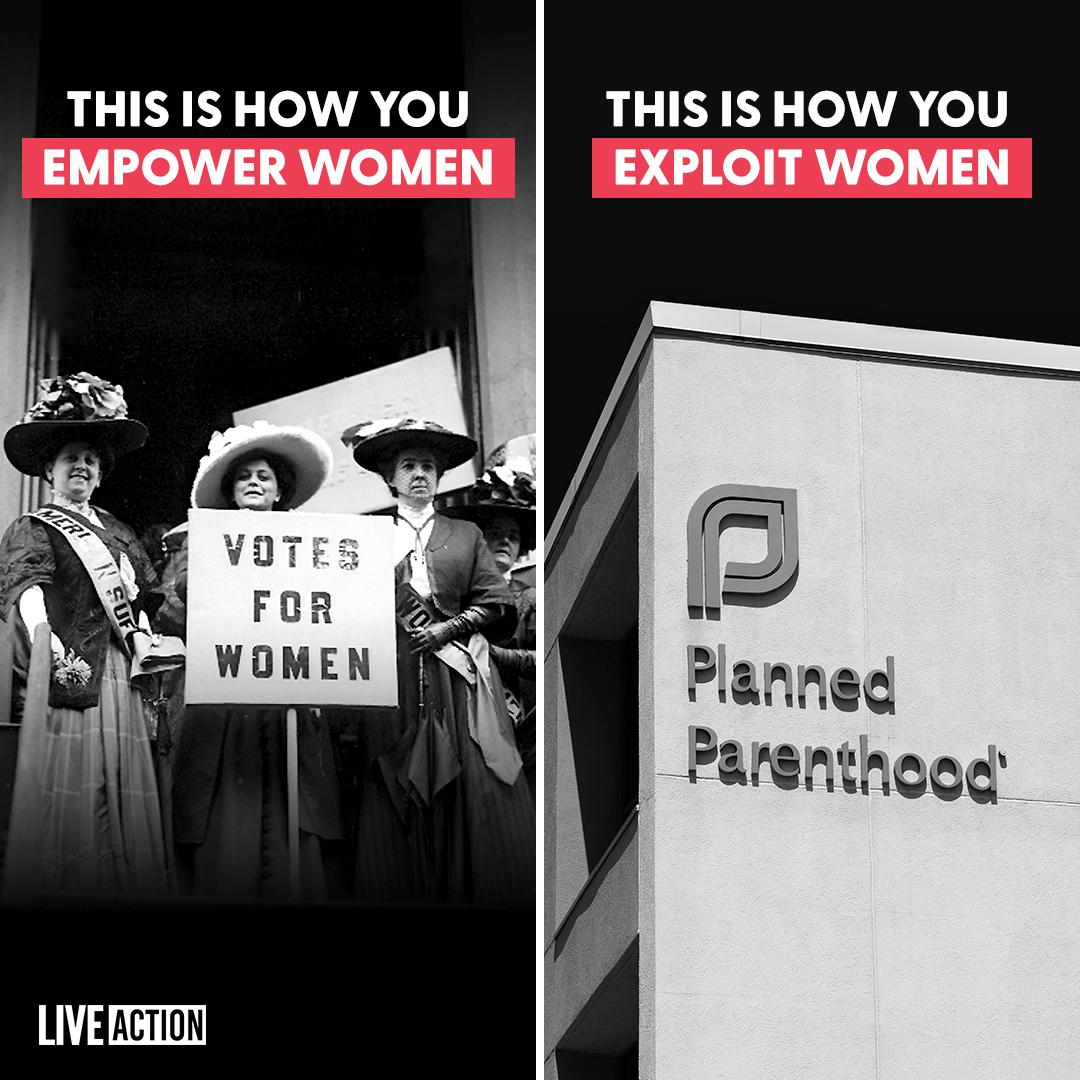 THIS IS HOW YOU
EMPOWER WOMEN
VOTES
FOR
WOMEN
LIVE ACTION
THIS IS HOW YOU
EXPLOIT WOMEN
Planned
Parenthood